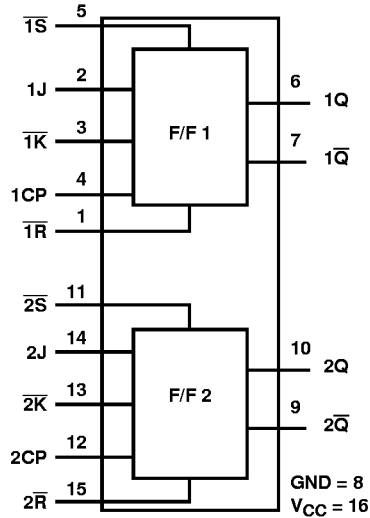 5
1S̅
2
1J
3
1K̅
4
1CP
1
1R̅
F/F 1
6
1Q
7
1Q̅
11
2S̅
14
2J
13
2K̅
12
2CP
15
2R̅
F/F 2
10
2Q
9
2Q̅
GND = 8
VCC = 16